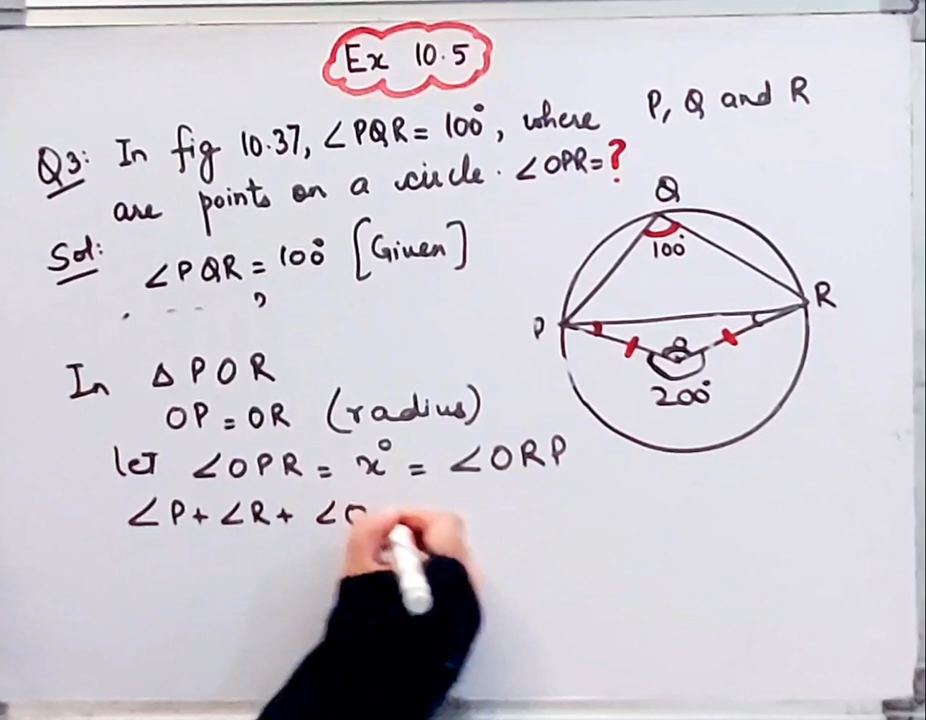 Ex 10.5
Q3: In fig 10.37, ∠PQR = 100°, where P, Q and R
are points on a circle. ∠OPR = ?
Sol: ∠PQR = 100° [Given]
In Δ POR
OP = OR (radius)
let ∠OPR = x° = ∠ORP
∠P + ∠R + ∠O
Q
100°
P
R
O
200°